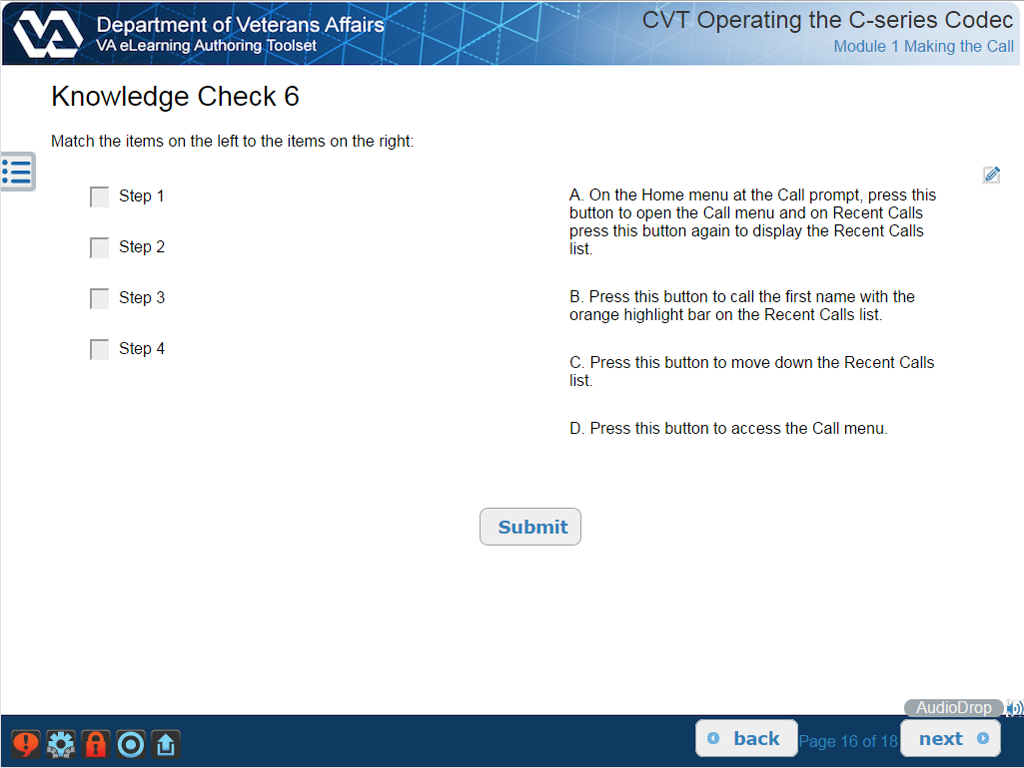 Department of Veterans Affairs
VA eLearning Authoring Toolset
CVT Operating the C-series Codec
Module 1 Making the Call
Knowledge Check 6
Match the items on the left to the items on the right:
Step 1
Step 2
Step 3
Step 4
A. On the Home menu at the Call prompt, press this
button to open the Call menu and on Recent Calls
press this button again to display the Recent Calls
list.
B. Press this button to call the first name with the
orange highlight bar on the Recent Calls list.
C. Press this button to move down the Recent Calls
list.
D. Press this button to access the Call menu.
Submit
AudioDrop
back
Page 16 of 18
next